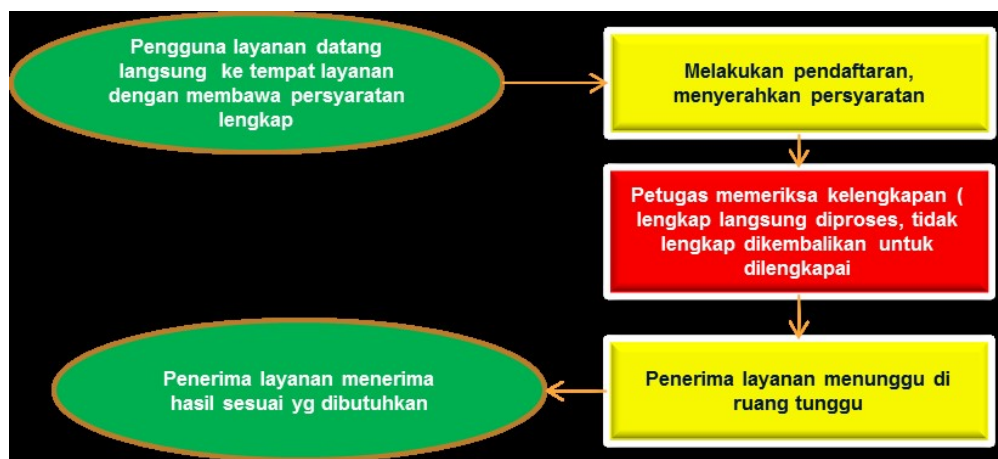 Pengguna layanan datang
langsung ke tempat layanan
dengan membawa persyaratan
lengkap
Melakukan pendaftaran,
menyerahkan persyaratan
Petugas memeriksa kelengkapan (
lengkap langsung diproses, tidak
lengkap dikembalikan untuk
dilengkapai
Penerima layanan menunggu di
ruang tunggu
Penerima layanan menerima
hasil sesuai yg dibutuhkan